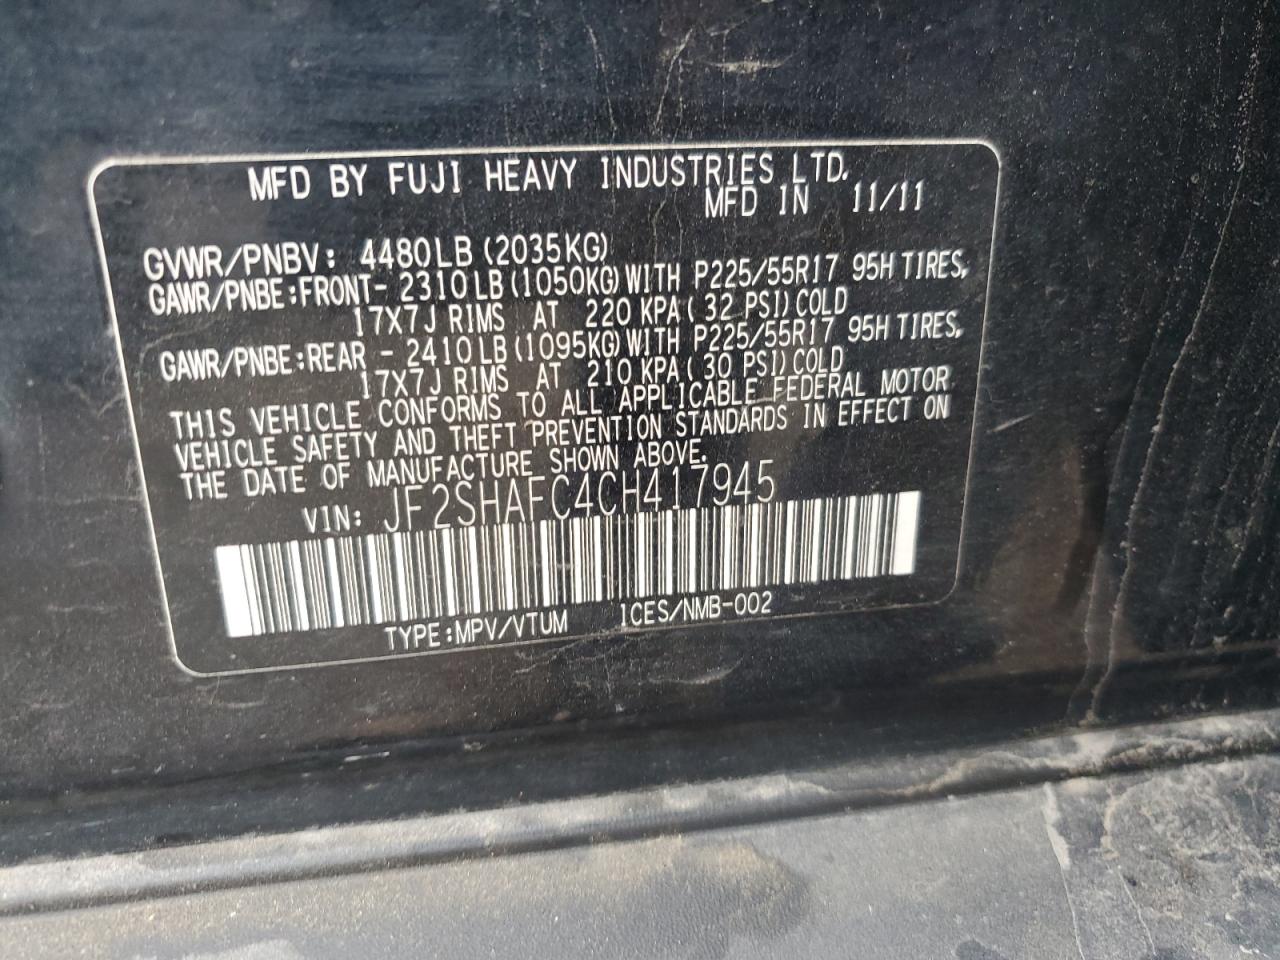 MFD BY FUJI HEAVY INDUSTRIES LTD.
MFD IN 11/11
GVWR/PNBV: 4480LB (2035KG)
GAWR/PNBE:FRONT- 2310LB (1050KG) WITH P225/55R17 95H TIRES,
17X7J RIMS AT 220 KPA( 32 PSI) COLD
GAWR/PNBE:REAR - 2410LB (1095KG) WITH P225/55R17 95H TIRES,
17X7J RIMS AT 210 KPA( 30 PSI) COLD
THIS VEHICLE CONFORMS TO ALL APPLICABLE FEDERAL MOTOR
VEHICLE SAFETY AND THEFT PREVENTION STANDARDS IN EFFECT ON
THE DATE OF MANUFACTURE SHOWN ABOVE.
VIN: JF2SHAFC4CH417945
TYPE:MPV/VTUM ICES/NMB-002